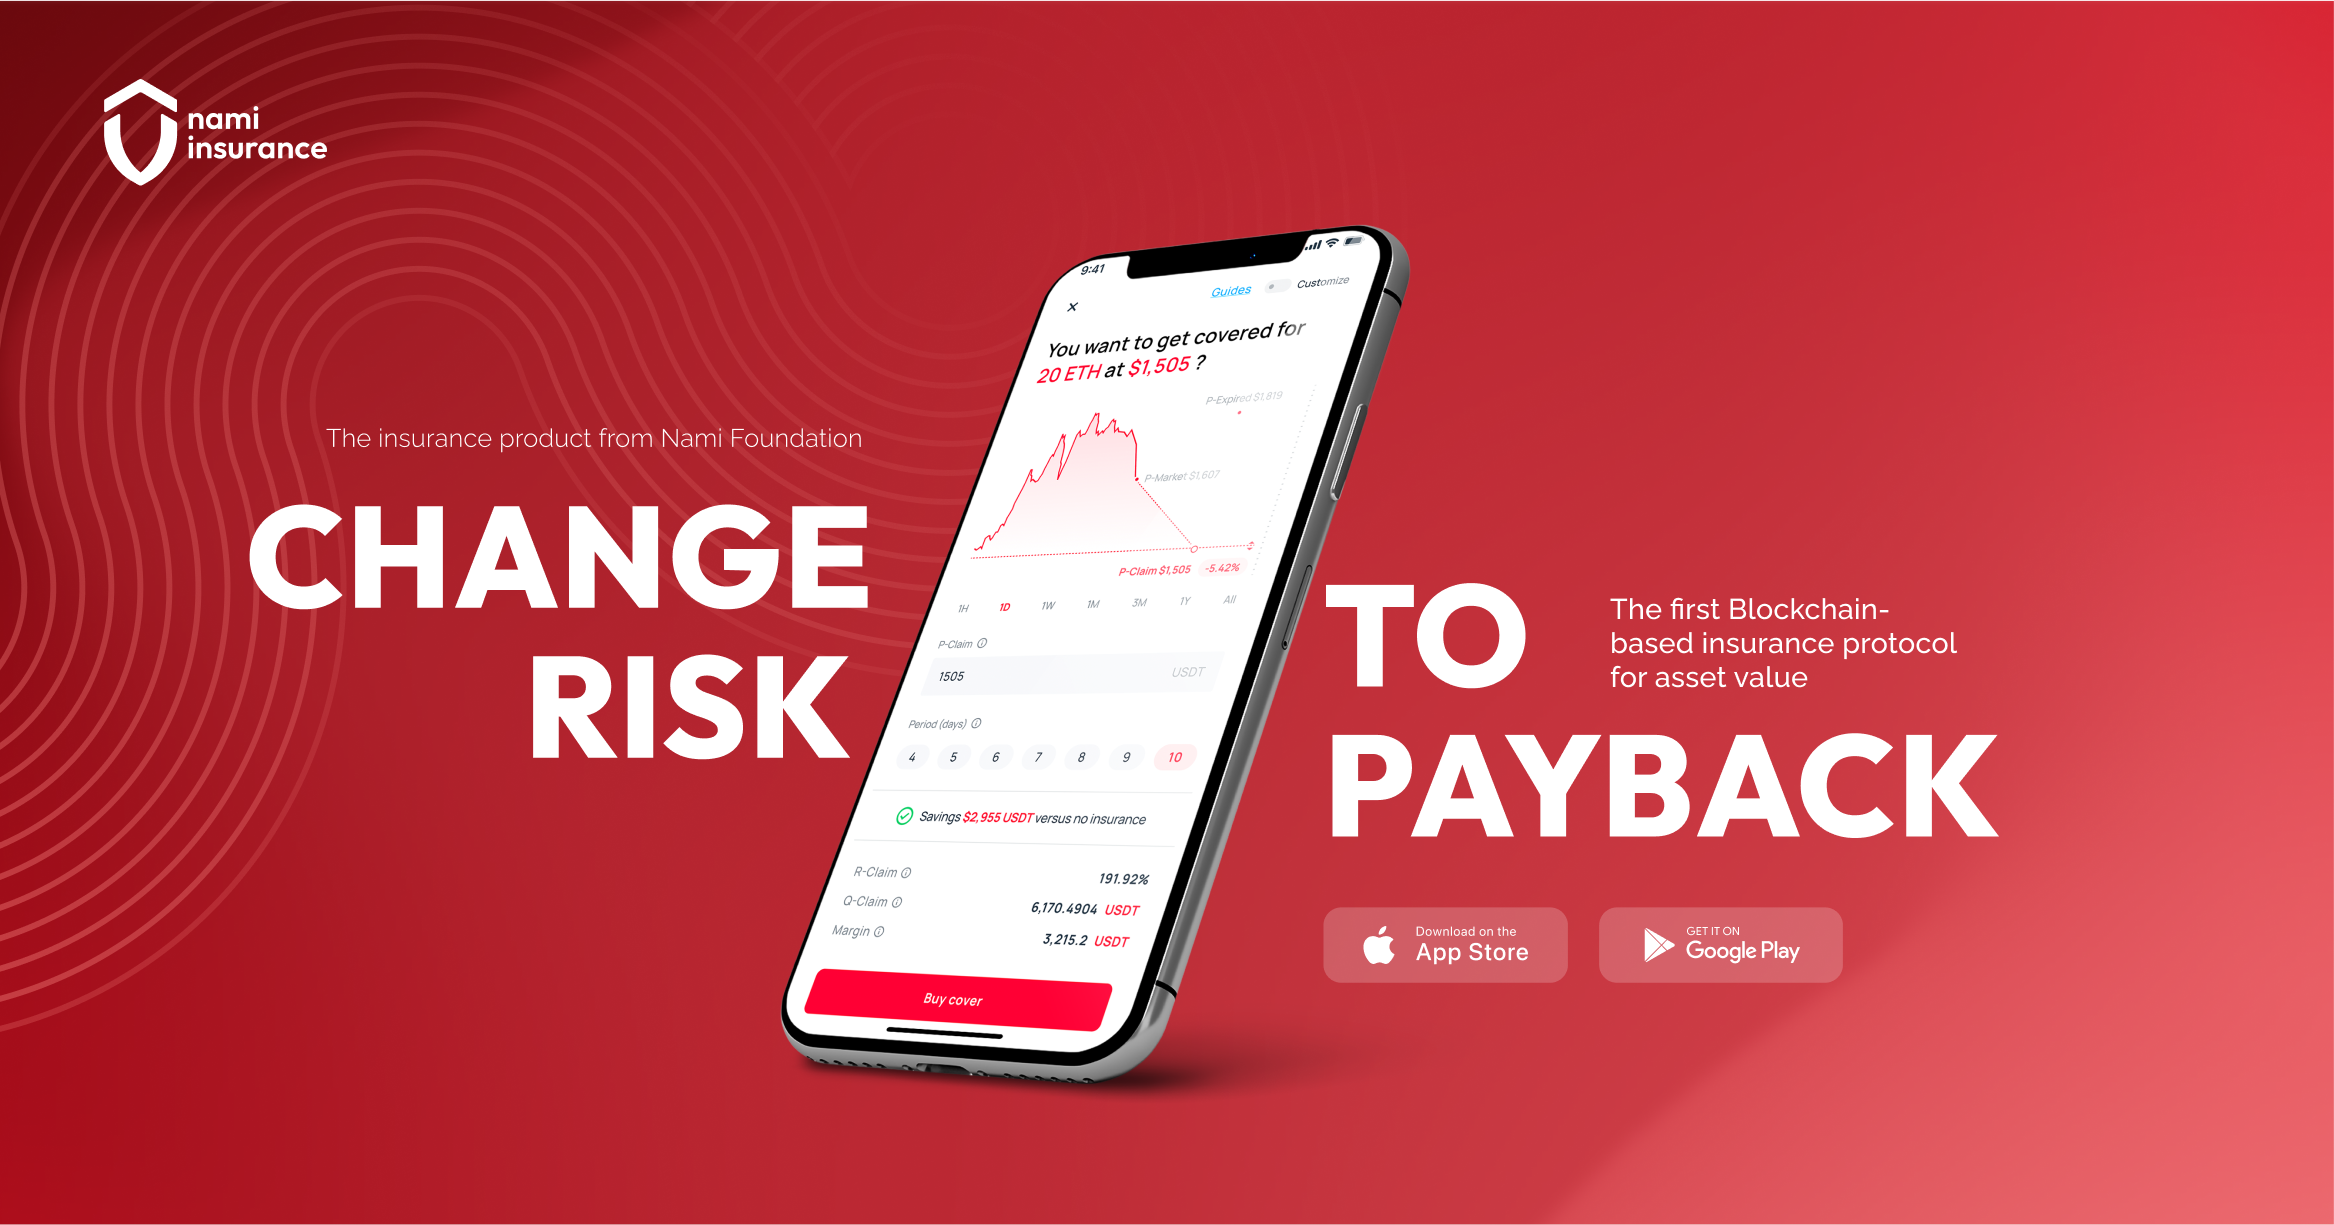 nami
insurance
The insurance product from Nami Foundation
CHANGE
RISK
9:41
Guides
Customize
You want to get covered for
20 ETH at $1,505 ?
P-Expired $1,819
P-Market $1,607
P-Claim $1,505 -5.42%
1H 1D 1W 1M 3M 1Y All
P-Claim
1505 USDT
Period (days)
4 5 6 7 8 9 10
Savings $2,955 USDT versus no insurance
R-Claim 191.92%
Q-Claim 6,170.4904 USDT
Margin 3,215.2 USDT
Buy cover
TO
PAYBACK
The first Blockchain-
based insurance protocol
for asset value
Download on the
App Store
GET IT ON
Google Play